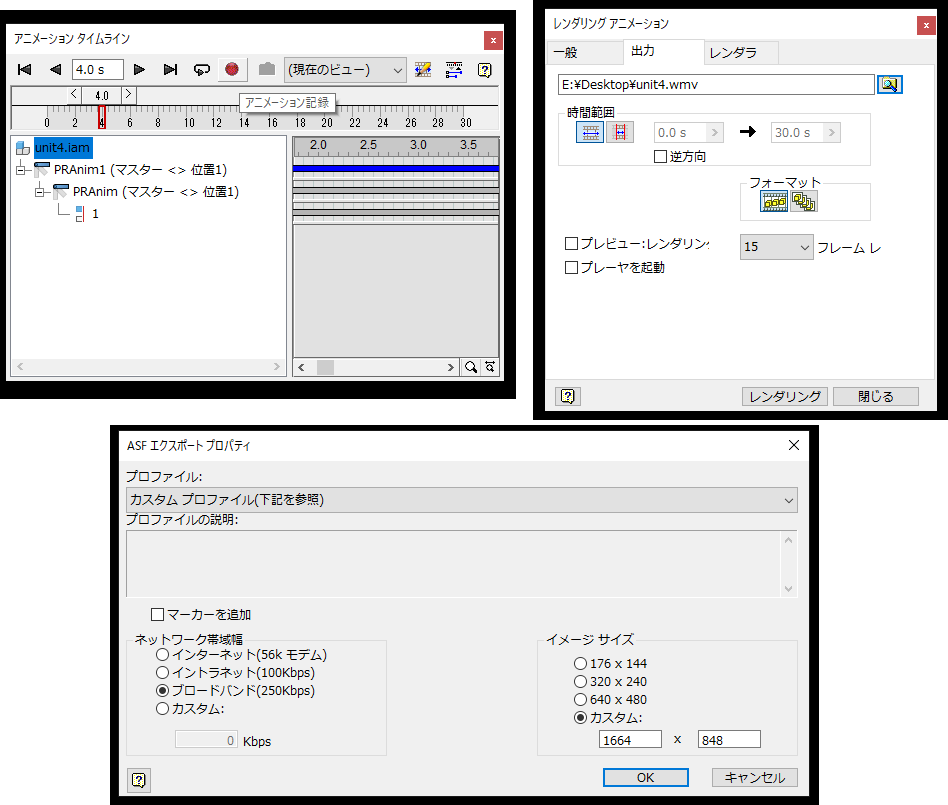 アニメーション タイムライン
4.0 s
(現在のビュー)
4.0
アニメーション記録
0 2 4 6 8 10 12 14 16 18 20 22 24 26 28 30
unit4.iam
PRAnim1 (マスター <> 位置1)
PRAnim (マスター <> 位置1)
1
2.0 2.5 3.0 3.5
レンダリング アニメーション
一般 出力 レンダラ
E:¥Desktop¥unit4.wmv
時間範囲
0.0 s 30.0 s
逆方向
フォーマット
プレビュー:レンダリング
15 フレーム レ
プレーヤを起動
レンダリング 閉じる
ASF エクスポート プロパティ
プロファイル:
カスタム プロファイル(下記を参照)
プロファイルの説明:
マーカーを追加
ネットワーク帯域幅
インターネット(56k モデム)
イントラネット(100Kbps)
ブロードバンド(250Kbps)
カスタム:
0 Kbps
イメージ サイズ
176 x 144
320 x 240
640 x 480
カスタム:
1664 x 848
OK キャンセル